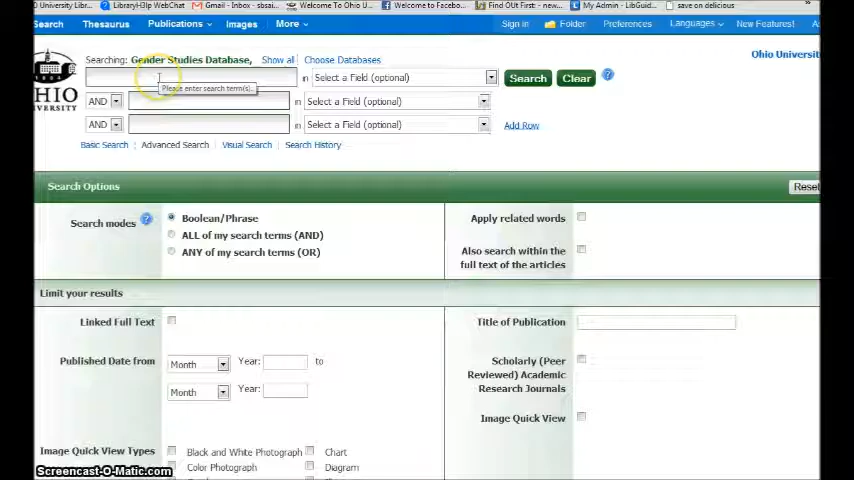 D University Libr... LibraryH3lp WebChat Gmail - Inbox - sbsai... Welcome To Ohio U... Welcome to Facebo... Find OUt First: - new... My Admin - LibGuid... save on delicious »
Search Thesaurus Publications Images More Sign in Folder Preferences Languages New Features!
Searching: Gender Studies Database, Show all Choose Databases
Ohio Universit
in Select a Field (optional) Search Clear ?
Please enter search term(s)..
1804
OHIO
UNIVERSITY
AND in Select a Field (optional)
AND in Select a Field (optional) Add Row
Basic Search Advanced Search Visual Search Search History
Search Options Reset
Search modes ? Boolean/Phrase
ALL of my search terms (AND)
ANY of my search terms (OR)
Apply related words
Also search within the
full text of the articles
Limit your results
Linked Full Text
Title of Publication
Published Date from Month Year: to
Month Year:
Scholarly (Peer
Reviewed) Academic
Research Journals
Image Quick View
Image Quick View Types Black and White Photograph Chart
Color Photograph Diagram
Screencast-O-Matic.com